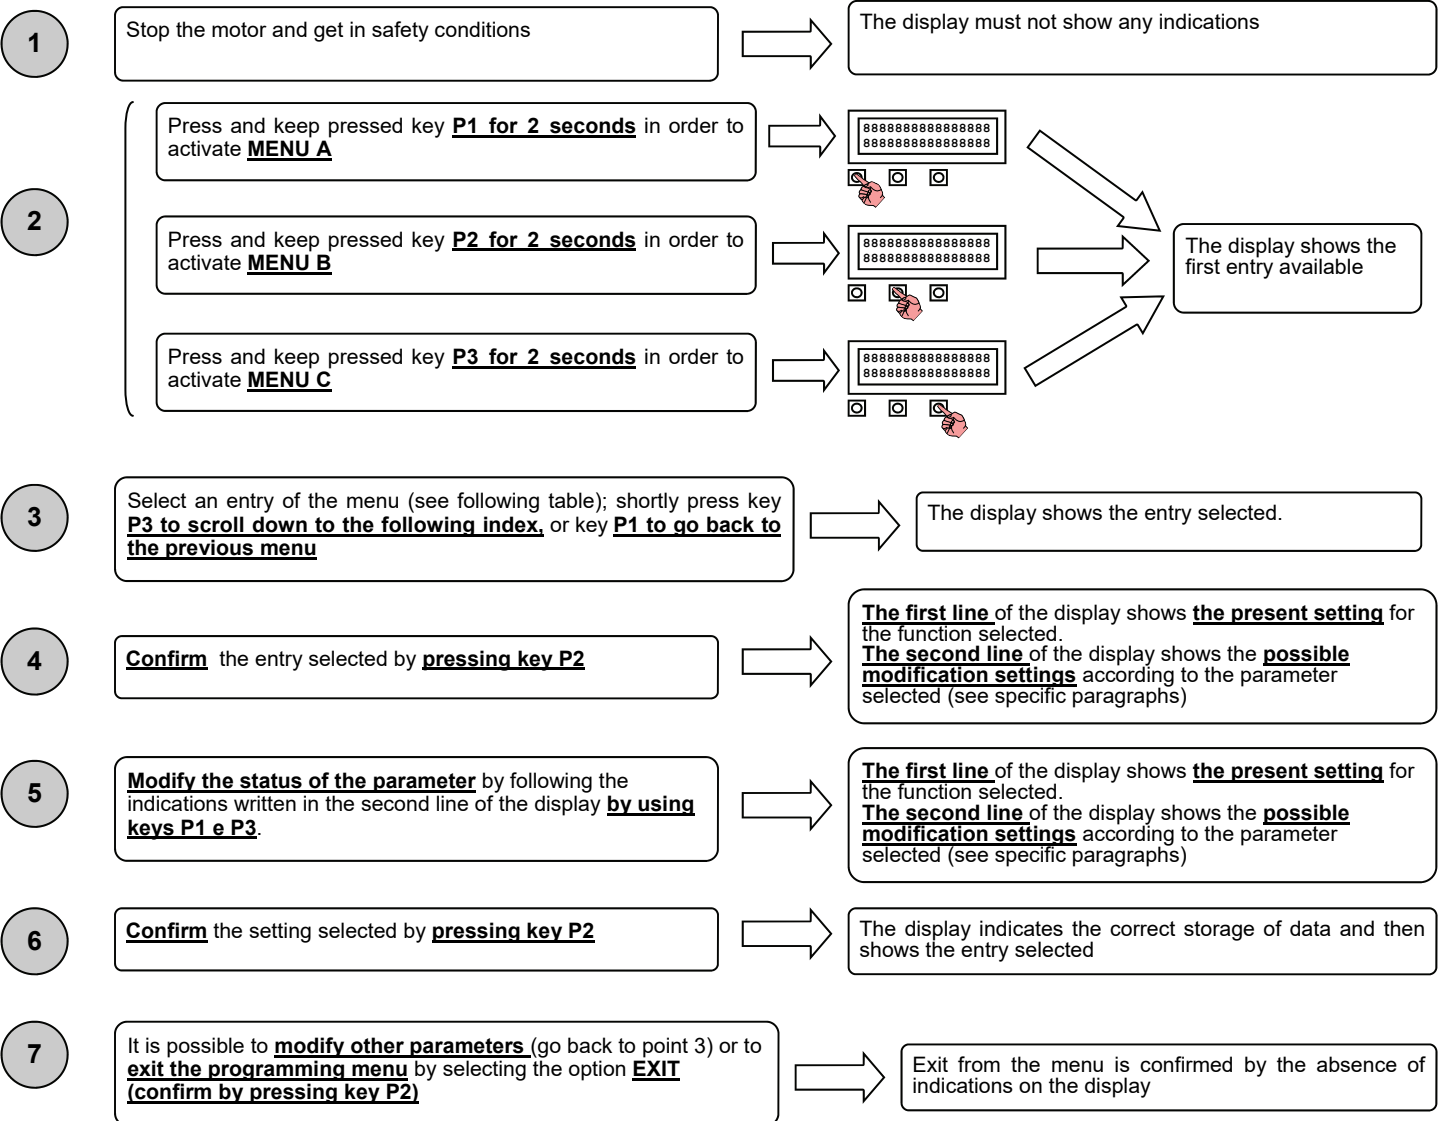 1
Stop the motor and get in safety conditions
The display must not show any indications
2
Press and keep pressed key P1 for 2 seconds in order to
activate MENU A
8888888888888888
8888888888888888
Press and keep pressed key P2 for 2 seconds in order to
activate MENU B
8888888888888888
8888888888888888
Press and keep pressed key P3 for 2 seconds in order to
activate MENU C
8888888888888888
8888888888888888
The display shows the
first entry available
3
Select an entry of the menu (see following table); shortly press key
P3 to scroll down to the following index, or key P1 to go back to
the previous menu
The display shows the entry selected.
4
Confirm the entry selected by pressing key P2
The first line of the display shows the present setting for
the function selected.
The second line of the display shows the possible
modification settings according to the parameter
selected (see specific paragraphs)
5
Modify the status of the parameter by following the
indications written in the second line of the display by using
keys P1 e P3.
The first line of the display shows the present setting for
the function selected.
The second line of the display shows the possible
modification settings according to the parameter
selected (see specific paragraphs)
6
Confirm the setting selected by pressing key P2
The display indicates the correct storage of data and then
shows the entry selected
7
It is possible to modify other parameters (go back to point 3) or to
exit the programming menu by selecting the option EXIT
(confirm by pressing key P2)
Exit from the menu is confirmed by the absence of
indications on the display